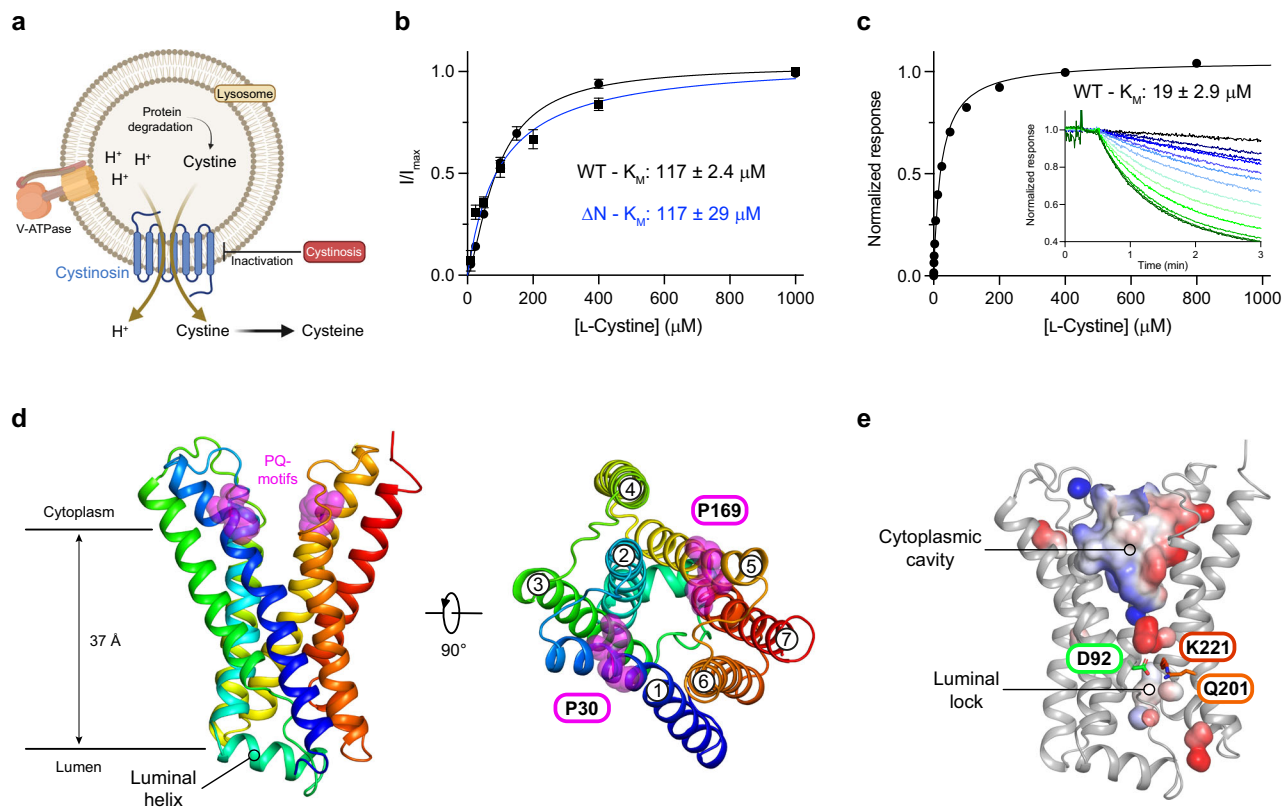 a
Lysosome
Protein
degradation
H⁺ H⁺
Cystine
H⁺
V-ATPase
Cystinosin
Inactivation
Cystinosis
H⁺
Cystine
Cysteine
b
I/Imax
1.0
0.5
0.0
WT - KM: 117 ± 2.4 μM
ΔN - KM: 117 ± 29 μM
0 200 400 600 800 1000
[L-Cystine] (μM)
c
Normalized response
1.0
0.5
0.0
WT - KM: 19 ± 2.9 μM
Normalized response
1.0
0.8
0.6
0.4
0 1 2 3
Time (min)
0 200 400 600 800 1000
[L-Cystine] (μM)
d
PQ-
motifs
Cytoplasm
37 Å
Lumen
Luminal
helix
90°
4
P169
2
5
3
7
6
1
P30
e
Cytoplasmic
cavity
D92
K221
Luminal
lock
Q201